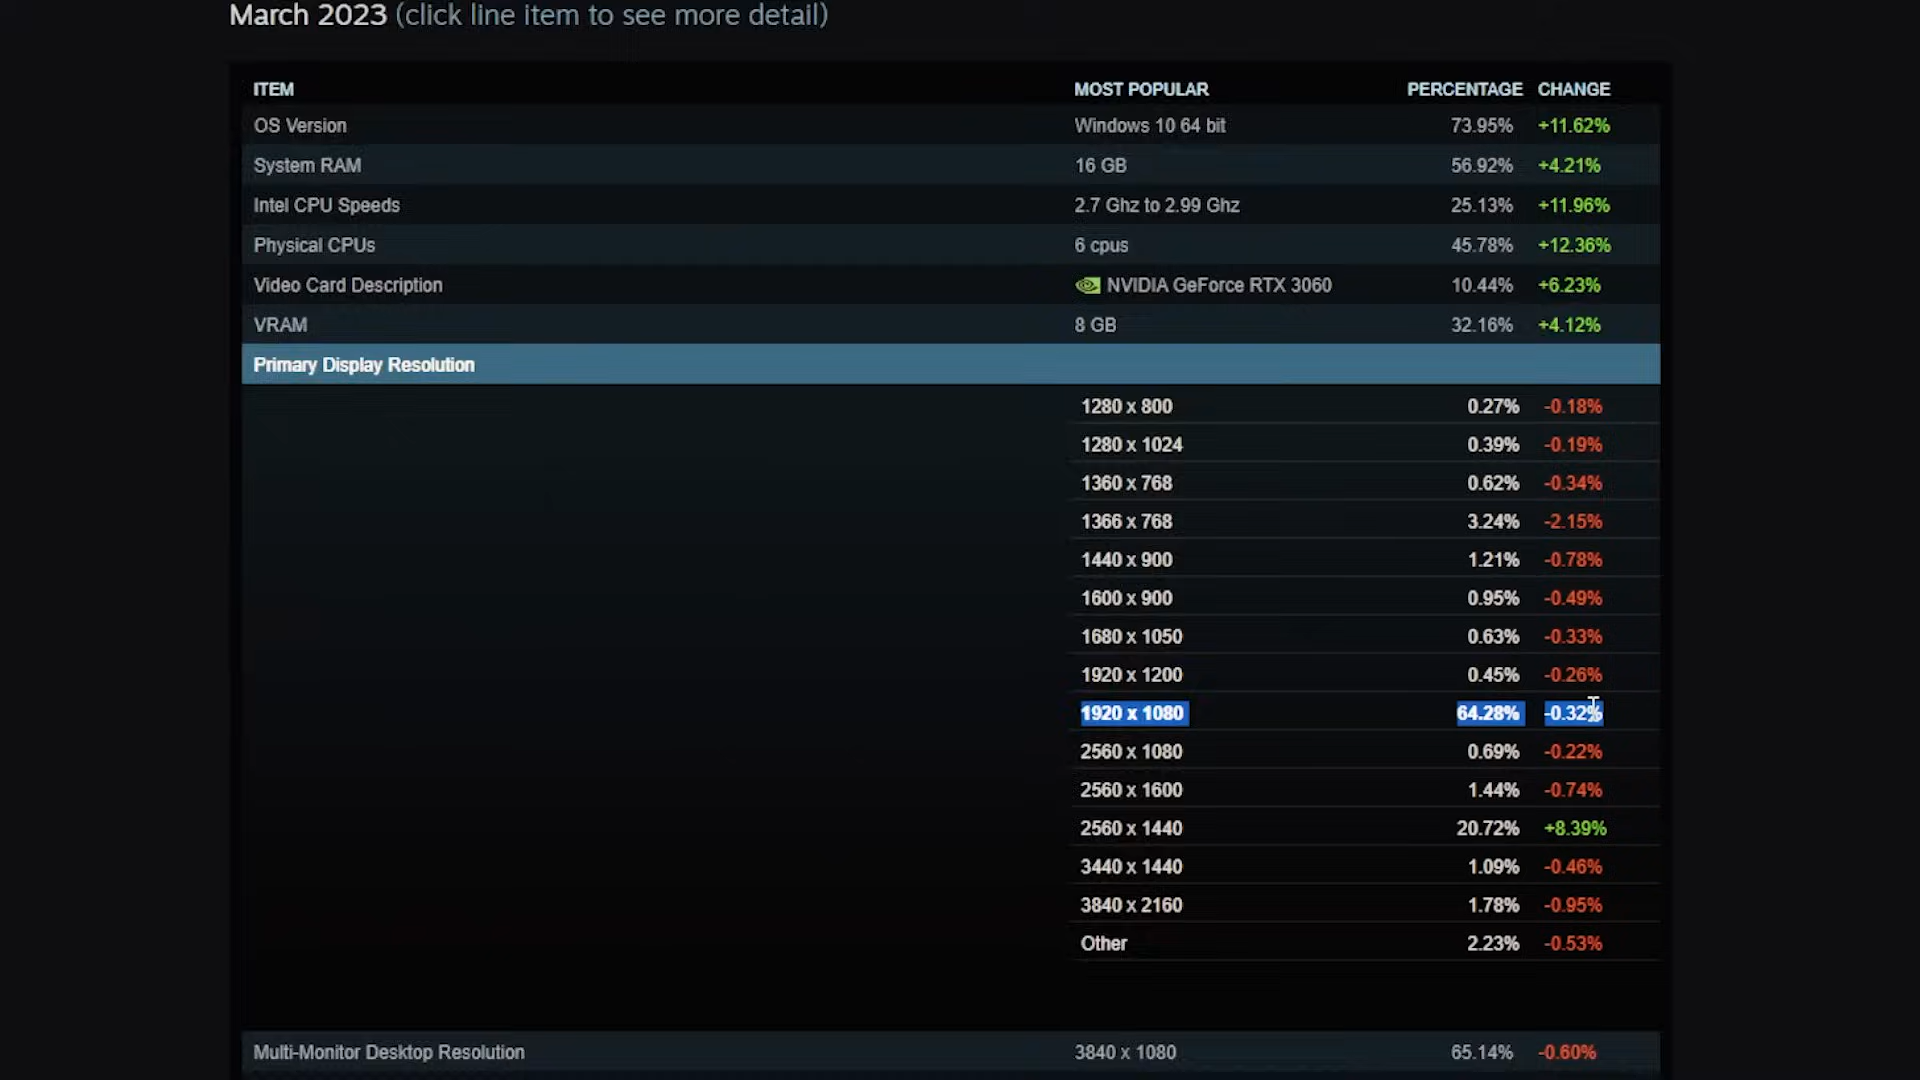 March 2023 (click line item to see more detail)
ITEM MOST POPULAR PERCENTAGE CHANGE
OS Version Windows 10 64 bit 73.95% +11.62%
System RAM 16 GB 56.92% +4.21%
Intel CPU Speeds 2.7 Ghz to 2.99 Ghz 25.13% +11.96%
Physical CPUs 6 cpus 45.78% +12.36%
Video Card Description NVIDIA GeForce RTX 3060 10.44% +6.23%
VRAM 8 GB 32.16% +4.12%
Primary Display Resolution
1280 x 800 0.27% -0.18%
1280 x 1024 0.39% -0.19%
1360 x 768 0.62% -0.34%
1366 x 768 3.24% -2.15%
1440 x 900 1.21% -0.78%
1600 x 900 0.95% -0.49%
1680 x 1050 0.63% -0.33%
1920 x 1200 0.45% -0.26%
1920 x 1080 64.28% -0.32%
2560 x 1080 0.69% -0.22%
2560 x 1600 1.44% -0.74%
2560 x 1440 20.72% +8.39%
3440 x 1440 1.09% -0.46%
3840 x 2160 1.78% -0.95%
Other 2.23% -0.53%
Multi-Monitor Desktop Resolution 3840 x 1080 65.14% -0.60%